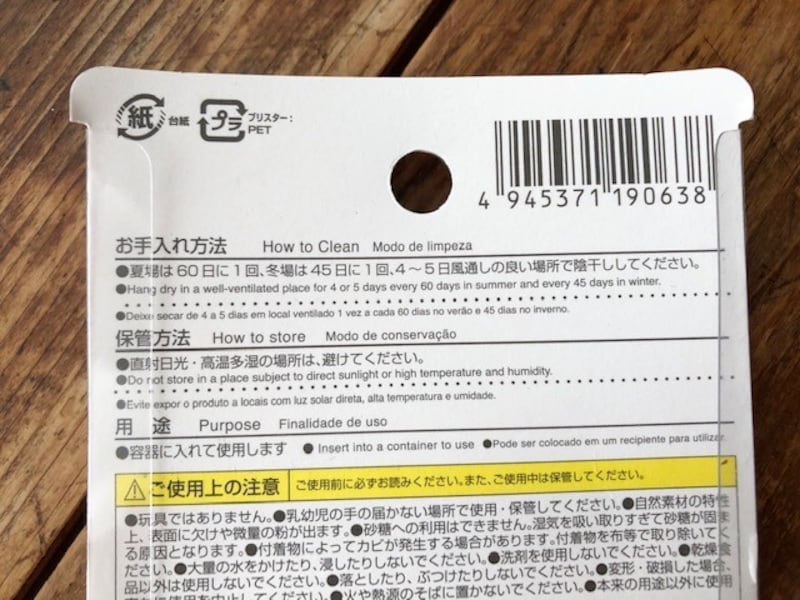 紙 台紙 プラ ブリスター：
PET
4 945371 190638
お手入れ方法 How to Clean Modo de limpeza
●夏場は60日に1回、冬場は45日に1回、4～5日風通しの良い場所で陰干ししてください。
●Hang dry in a well-ventilated place for 4 or 5 days every 60 days in summer and every 45 days in winter.
●Deixe secar de 4 a 5 dias em local ventilado 1 vez a cada 60 dias no verão e 45 dias no inverno.
保管方法 How to store Modo de conservação
●直射日光・高温多湿の場所は、避けてください。
●Do not store in a place subject to direct sunlight or high temperature and humidity.
●Evite expor o produto a locais com luz solar direta, alta temperatura e umidade.
用 途 Purpose Finalidade de uso
●容器に入れて使用します ●Insert into a container to use ●Pode ser colocado em um recipiente para utilizar.
⚠ご使用上の注意 ご使用前に必ずお読みください。また、ご使用中は保管してください。
●玩具ではありません。●乳幼児の手の届かない場所で使用・保管してください。●自然素材の特性
上、表面に欠けや微量の粉が出ます。●砂糖への利用はできません。湿気を吸い取りすぎて砂糖が固ま
る原因となります。●付着物によってカビが発生する場合があります。付着物を布等で取り除いてく
ださい。●大量の水をかけたり、浸したりしないでください。●洗剤を使用しないでください。●乾燥食
品以外は使用しないでください。●落としたり、ぶつけたりしないでください。●変形・破損した場合、
使用を中止してください。●火や熱源のそばに置かないでください。●本来の用途以外に使用